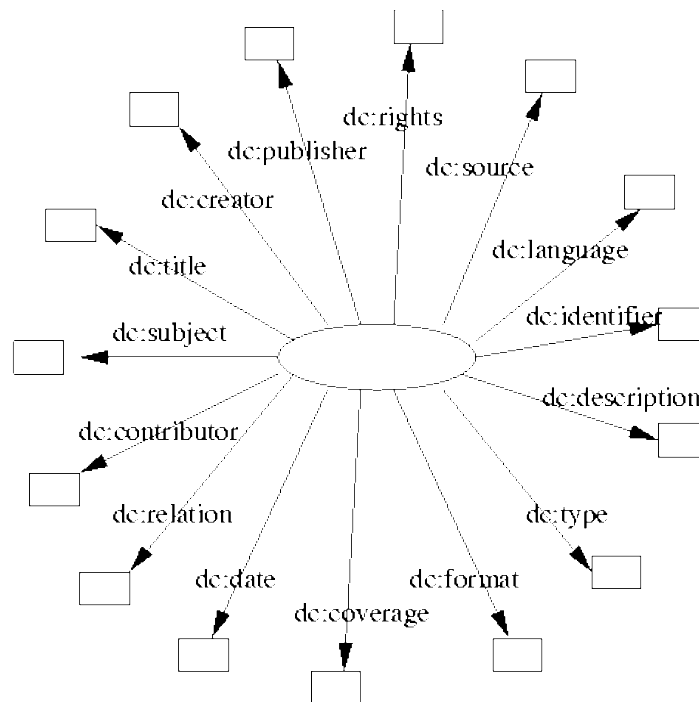 dc:rights
dc:publisher
dc:source
dc:creator
dc:language
dc:title
dc:identifier
dc:subject
dc:description
dc:contributor
dc:relation
dc:type
dc:date
dc:format
dc:coverage